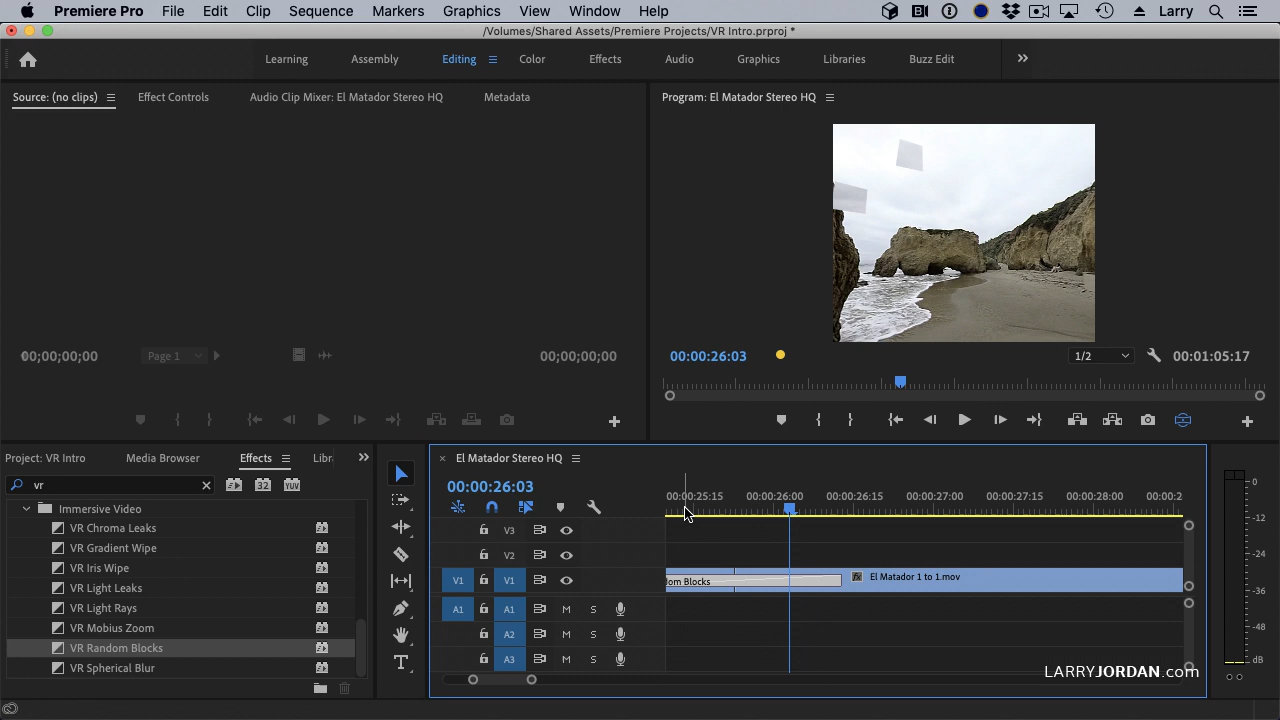 Premiere Pro File Edit Clip Sequence Markers Graphics View Window Help Larry
/Volumes/Shared Assets/Premiere Projects/VR Intro.prproj *
Learning Assembly Editing Color Effects Audio Graphics Libraries Buzz Edit
Source: (no clips) Effect Controls Audio Clip Mixer: El Matador Stereo HQ Metadata
Program: El Matador Stereo HQ
00;00;00;00 Page 1 00;00;00;00
00:00:26:03 1/2 00:01:05:17
Project: VR Intro Media Browser Effects Libr
vr
Immersive Video
VR Chroma Leaks
VR Gradient Wipe
VR Iris Wipe
VR Light Leaks
VR Light Rays
VR Mobius Zoom
VR Random Blocks
VR Spherical Blur
El Matador Stereo HQ
00:00:26:03
00:00:25:15 00:00:26:00 00:00:26:15 00:00:27:00 00:00:27:15 00:00:28:00 00:00:2
V3
V2
V1 V1 dom Blocks El Matador 1 to 1.mov
A1 A1 M S
A2 M S
A3 M S
0
-12
-24
-36
-48
dB
S S
32 YUV
LARRYJORDAN.com